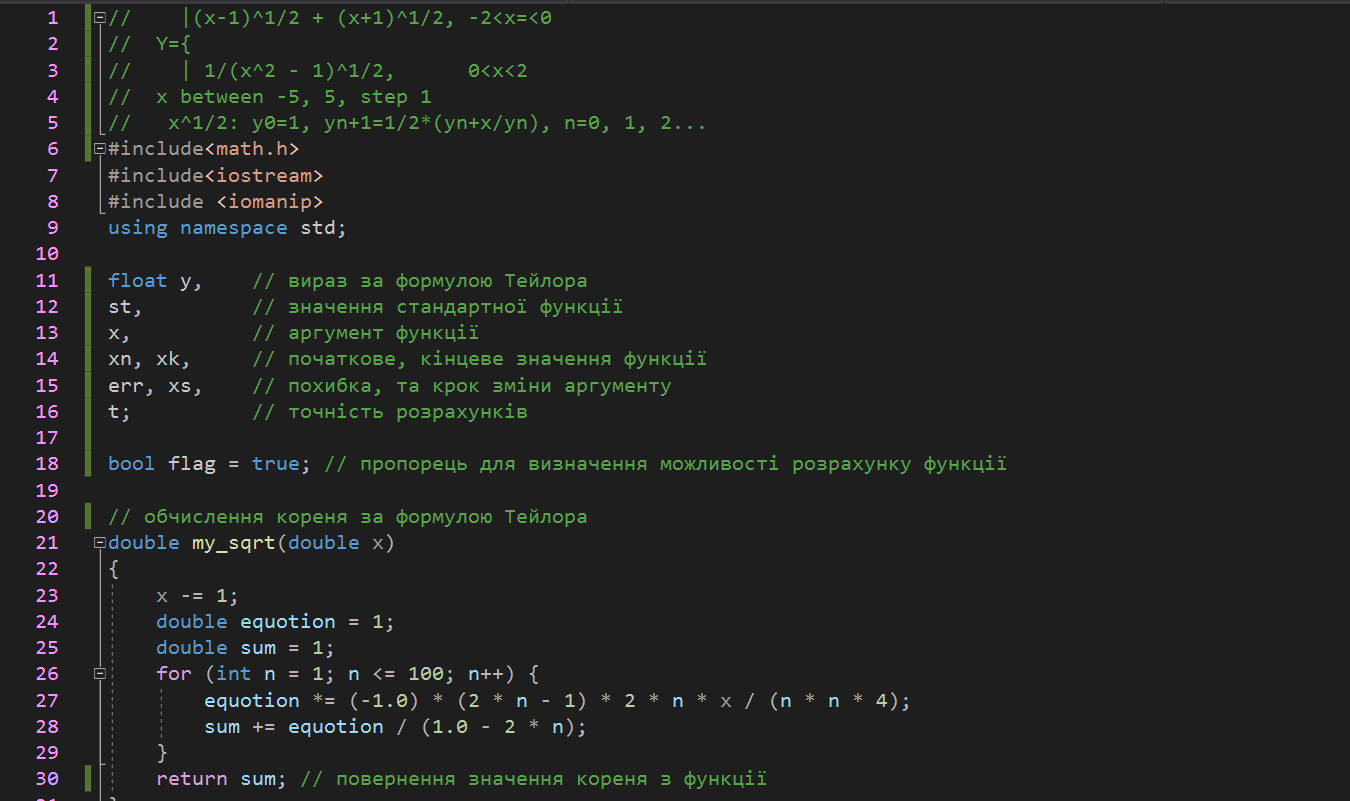 1 //    |(x-1)^1/2 + (x+1)^1/2, -2<x=<0
2 //  Y={
3 //    | 1/(x^2 - 1)^1/2,      0<x<2
4 //  x between -5, 5, step 1
5 //   x^1/2: y0=1, yn+1=1/2*(yn+x/yn), n=0, 1, 2...
6 #include<math.h>
7 #include<iostream>
8 #include <iomanip>
9 using namespace std;
10
11 float y,    // вираз за формулою Тейлора
12 st,         // значення стандартної функції
13 x,          // аргумент функції
14 xn, xk,     // початкове, кінцеве значення функції
15 err, xs,    // похибка, та крок зміни аргументу
16 t;          // точність розрахунків
17
18 bool flag = true; // пропорець для визначення можливості розрахунку функції
19
20 // обчислення кореня за формулою Тейлора
21 double my_sqrt(double x)
22 {
23     x -= 1;
24     double equotion = 1;
25     double sum = 1;
26     for (int n = 1; n <= 100; n++) {
27         equotion *= (-1.0) * (2 * n - 1) * 2 * n * x / (n * n * 4);
28         sum += equotion / (1.0 - 2 * n);
29     }
30     return sum; // повернення значення кореня з функції